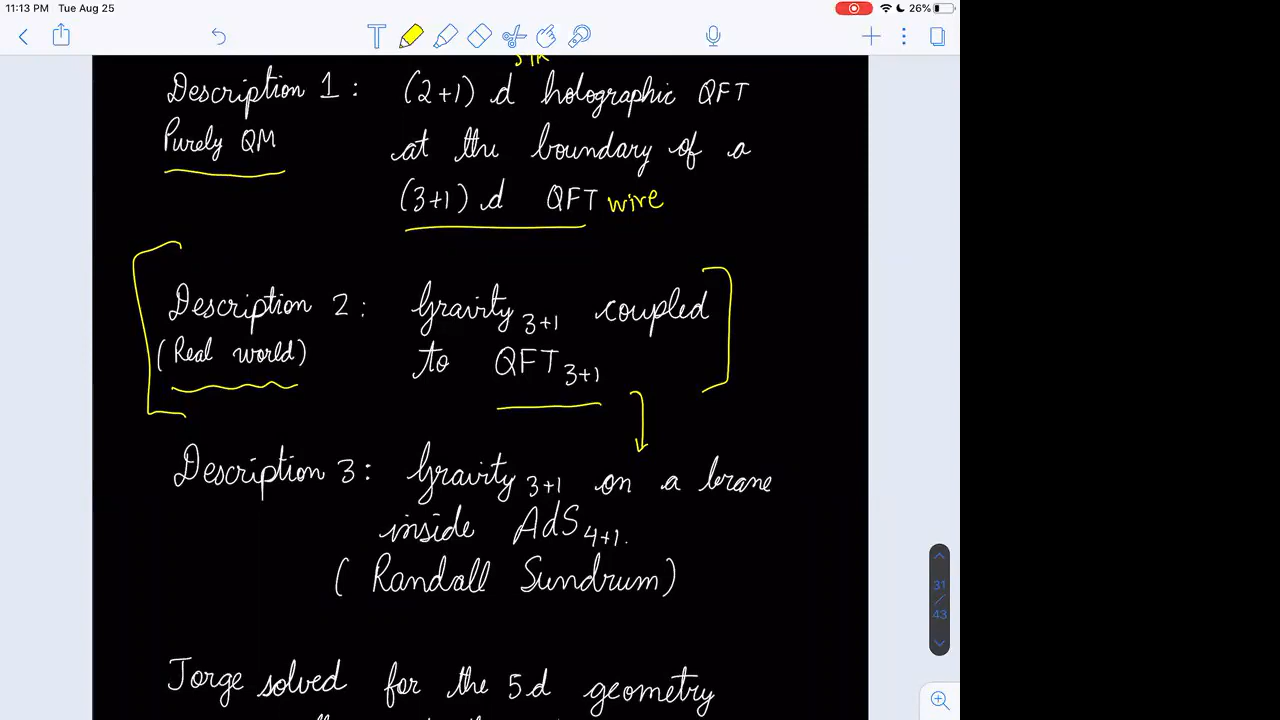 11:13 PM Tue Aug 25
26%
Description 1: (2+1) d holographic QFT
Purely QM at the boundary of a
(3+1) d QFT wire
Description 2: Gravity 3+1 coupled
(Real world) to QFT 3+1
Description 3: Gravity 3+1 on a brane
inside AdS 4+1.
(Randall Sundrum)
Jorge solved for the 5d geometry
31
43